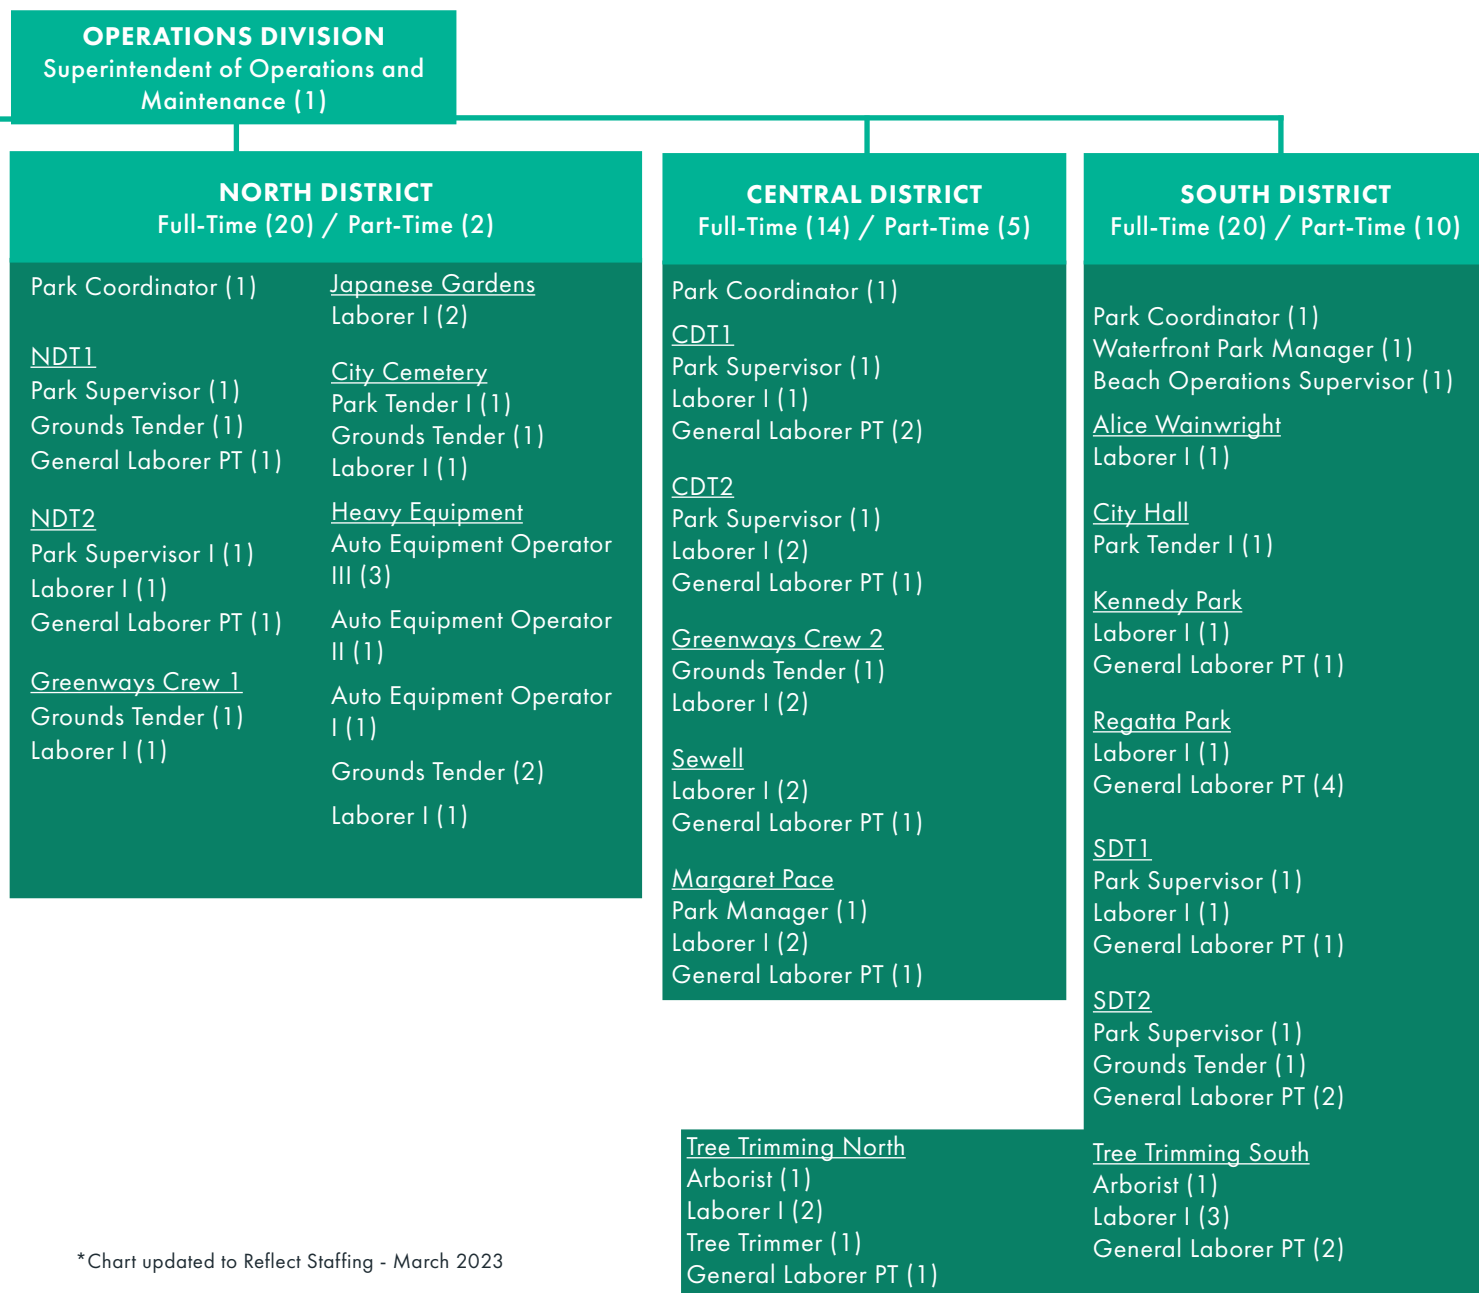 OPERATIONS DIVISION
Superintendent of Operations and
Maintenance (1)
NORTH DISTRICT
Full-Time (20) / Part-Time (2)
Park Coordinator (1)
NDT1
Park Supervisor (1)
Grounds Tender (1)
General Laborer PT (1)
NDT2
Park Supervisor I (1)
Laborer I (1)
General Laborer PT (1)
Greenways Crew 1
Grounds Tender (1)
Laborer I (1)
Japanese Gardens
Laborer I (2)
City Cemetery
Park Tender I (1)
Grounds Tender (1)
Laborer I (1)
Heavy Equipment
Auto Equipment Operator
III (3)
Auto Equipment Operator
II (1)
Auto Equipment Operator
I (1)
Grounds Tender (2)
Laborer I (1)
CENTRAL DISTRICT
Full-Time (14) / Part-Time (5)
Park Coordinator (1)
CDT1
Park Supervisor (1)
Laborer I (1)
General Laborer PT (2)
CDT2
Park Supervisor (1)
Laborer I (2)
General Laborer PT (1)
Greenways Crew 2
Grounds Tender (1)
Laborer I (2)
Sewell
Laborer I (2)
General Laborer PT (1)
Margaret Pace
Park Manager (1)
Laborer I (2)
General Laborer PT (1)
SOUTH DISTRICT
Full-Time (20) / Part-Time (10)
Park Coordinator (1)
Waterfront Park Manager (1)
Beach Operations Supervisor (1)
Alice Wainwright
Laborer I (1)
City Hall
Park Tender I (1)
Kennedy Park
Laborer I (1)
General Laborer PT (1)
Regatta Park
Laborer I (1)
General Laborer PT (4)
SDT1
Park Supervisor (1)
Laborer I (1)
General Laborer PT (1)
SDT2
Park Supervisor (1)
Grounds Tender (1)
General Laborer PT (2)
Tree Trimming North
Arborist (1)
Laborer I (2)
Tree Trimmer (1)
General Laborer PT (1)
Tree Trimming South
Arborist (1)
Laborer I (3)
General Laborer PT (2)
*Chart updated to Reflect Staffing - March 2023